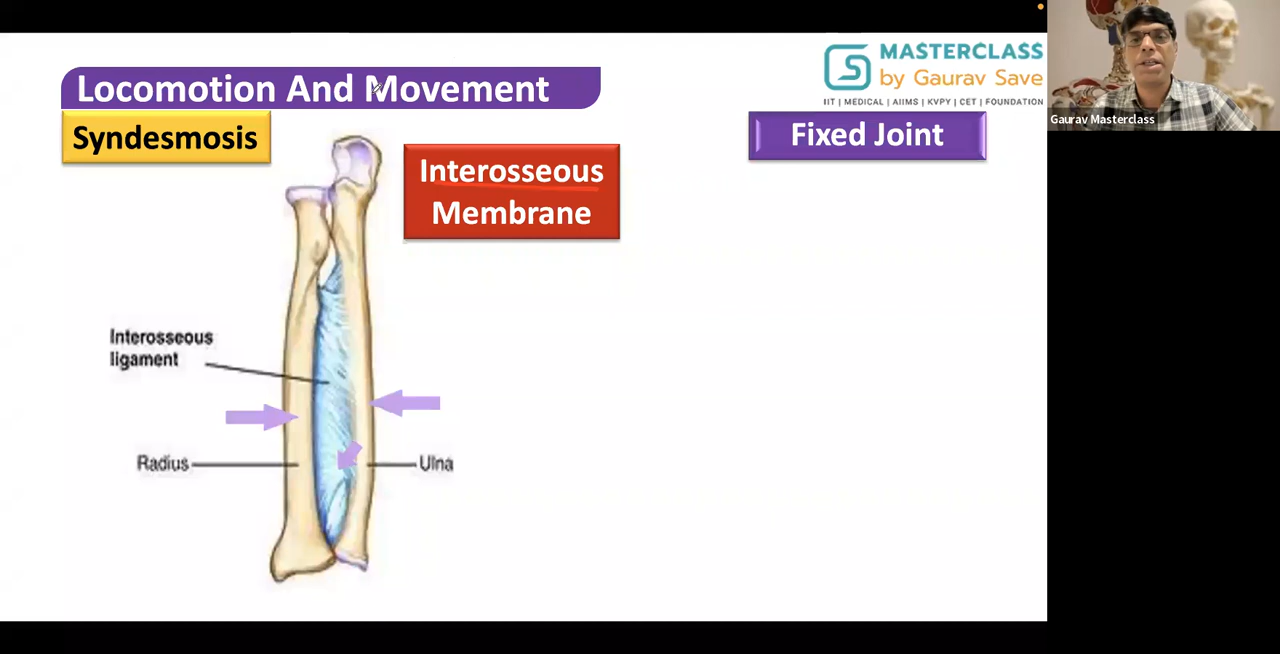 Locomotion And Movement
MASTERCLASS
by Gaurav Save
IIT | MEDICAL | AIIMS | KVPY | CET | FOUNDATION
Gaurav Masterclass
Syndesmosis
Fixed Joint
Interosseous
Membrane
Interosseous
ligament
Radius
Ulna